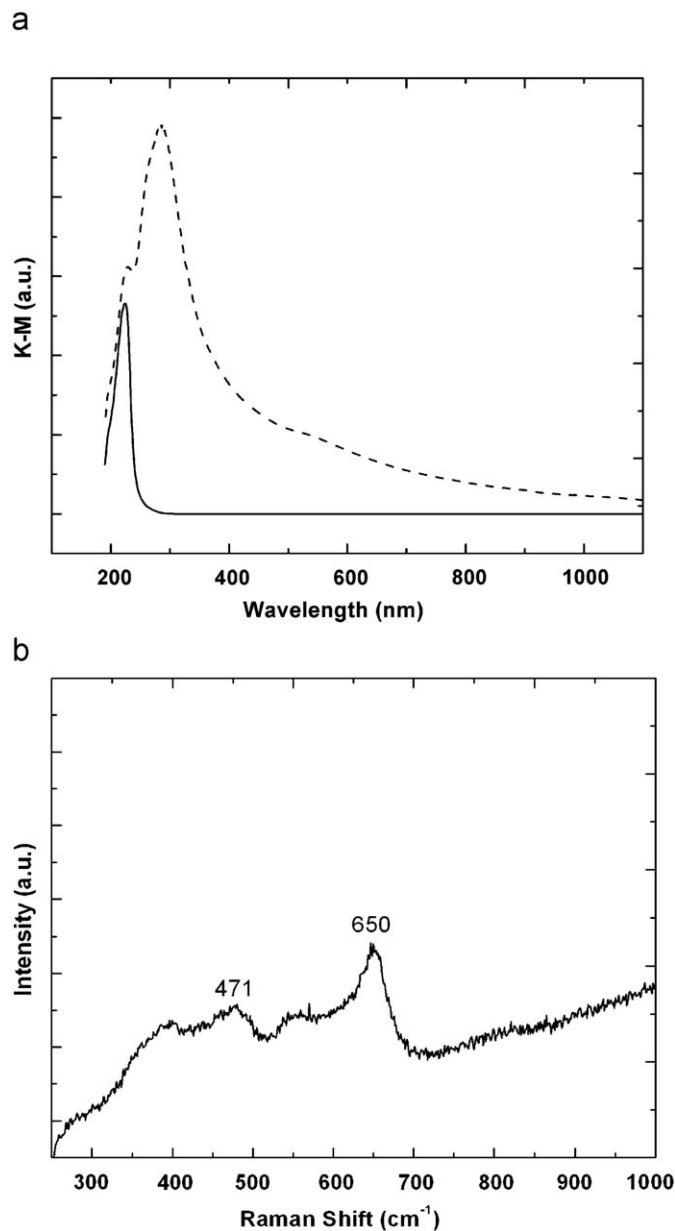 a
K-M (a.u.)
200 400 600 800 1000
Wavelength (nm)
b
Intensity (a.u.)
471
650
300 400 500 600 700 800 900 1000
Raman Shift (cm⁻¹)